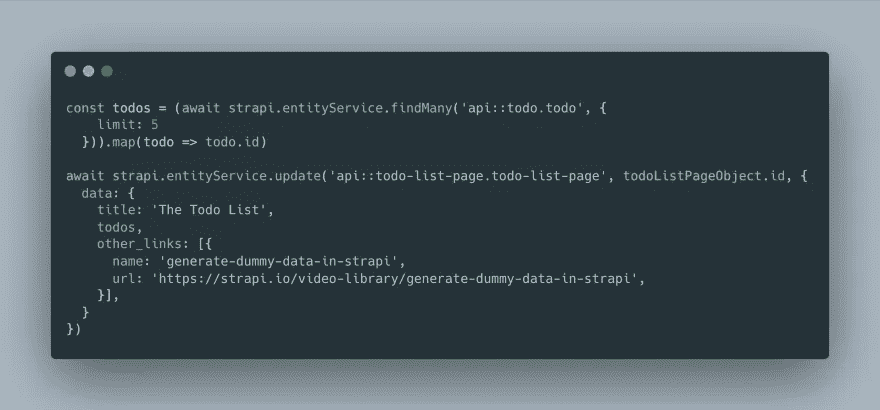 const todos = (await strapi.entityService.findMany('api::todo.todo', {
limit: 5
})).map(todo => todo.id)
await strapi.entityService.update('api::todo-list-page.todo-list-page', todoListPageObject.id, {
data: {
title: 'The Todo List',
todos,
other_links: [{
name: 'generate-dummy-data-in-strapi',
url: 'https://strapi.io/video-library/generate-dummy-data-in-strapi',
}],
}
})